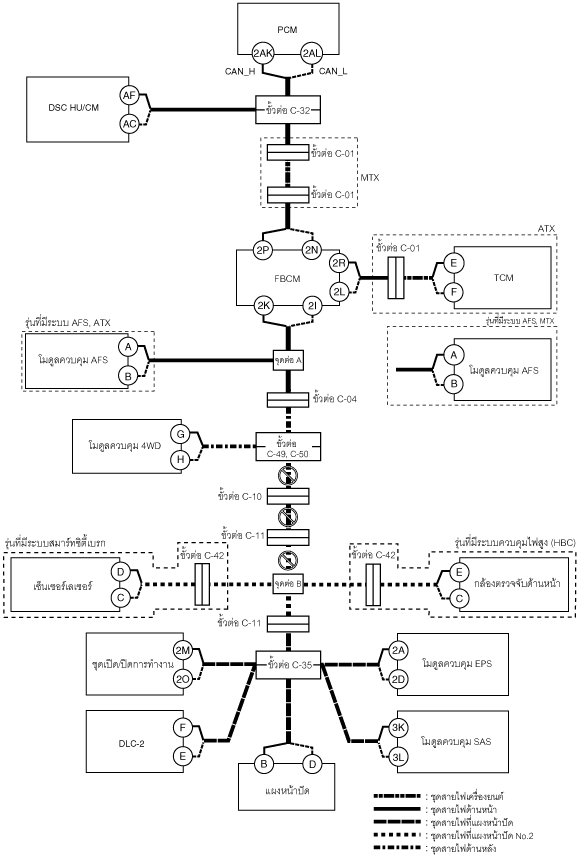 PCM
2AK
2AL
CAN_H
CAN_L
DSC HU/CM
AF
AC
ขั้วต่อ C-32
ขั้วต่อ C-01
MTX
ขั้วต่อ C-01
2P
2N
FBCM
2R
2L
2K
2I
ATX
ขั้วต่อ C-01
E
F
TCM
รุ่นที่มีระบบ AFS, ATX
โมดูลควบคุม AFS
A
B
จุดต่อ A
รุ่นที่มีระบบ AFS, MTX
A
B
โมดูลควบคุม AFS
ขั้วต่อ C-04
โมดูลควบคุม 4WD
G
H
ขั้วต่อ
C-49, C-50
ขั้วต่อ C-10
ขั้วต่อ C-11
รุ่นที่มีระบบสมาร์ทซิตี้เบรก
ขั้วต่อ C-42
เซ็นเซอร์เลเซอร์
D
C
จุดต่อ B
รุ่นที่มีระบบควบคุมไฟสูง (HBC)
ขั้วต่อ C-42
E
C
กล้องตรวจจับด้านหน้า
ขั้วต่อ C-11
ชุดเปิด/ปิดการทำงาน
2M
2O
ขั้วต่อ C-35
2A
2D
โมดูลควบคุม EPS
DLC-2
F
E
3K
3L
โมดูลควบคุม SAS
B
D
แผงหน้าปัด
: ชุดสายไฟเครื่องยนต์
: ชุดสายไฟด้านหน้า
: ชุดสายไฟที่แผงหน้าปัด
: ชุดสายไฟที่แผงหน้าปัด No.2
: ชุดสายไฟด้านหลัง